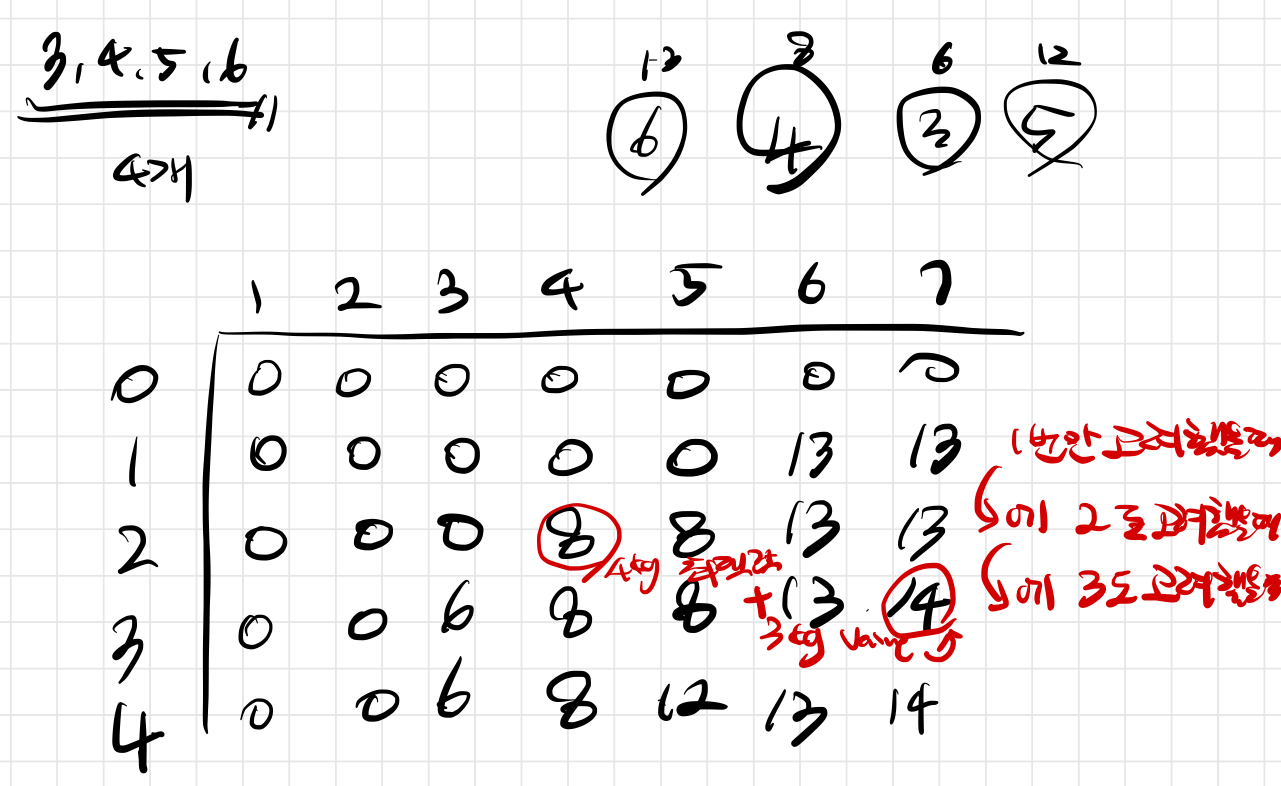 3, 4, 5, 6
4개
13 8 6 12
6 4 3 5
1 2 3 4 5 6 7
0 0 0 0 0 0 0 0
1 0 0 0 0 0 13 13
1번만 고려했을때
2 0 0 0 8 8 13 13
에 2도 고려했을때
4kg 최댓값
3 0 0 6 8 8 13 14
에 3도 고려했을때
+
3kg value
4 0 0 6 8 12 13 14